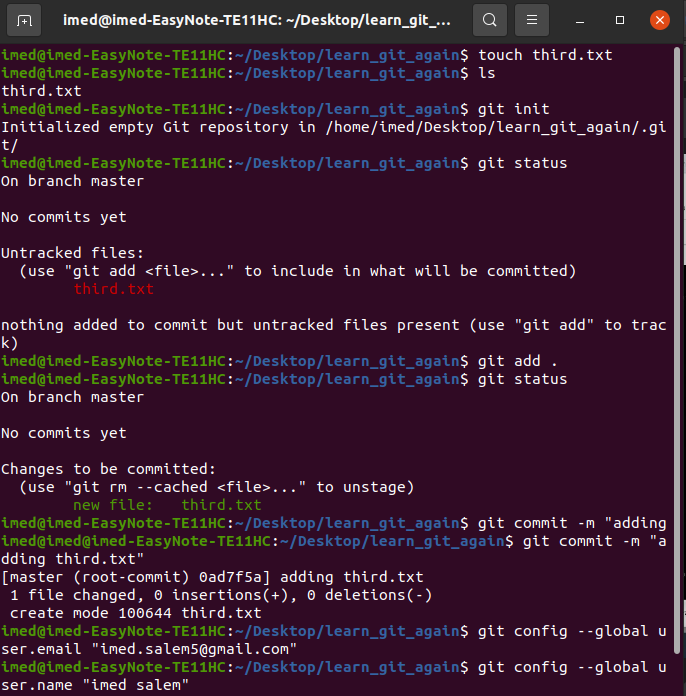 imed@imed-EasyNote-TE11HC: ~/Desktop/learn_git_...
imed@imed-EasyNote-TE11HC:~/Desktop/learn_git_again$ touch third.txt
imed@imed-EasyNote-TE11HC:~/Desktop/learn_git_again$ ls
third.txt
imed@imed-EasyNote-TE11HC:~/Desktop/learn_git_again$ git init
Initialized empty Git repository in /home/imed/Desktop/learn_git_again/.gi
t/
imed@imed-EasyNote-TE11HC:~/Desktop/learn_git_again$ git status
On branch master
No commits yet
Untracked files:
  (use "git add <file>..." to include in what will be committed)
        third.txt
nothing added to commit but untracked files present (use "git add" to trac
k)
imed@imed-EasyNote-TE11HC:~/Desktop/learn_git_again$ git add .
imed@imed-EasyNote-TE11HC:~/Desktop/learn_git_again$ git status
On branch master
No commits yet
Changes to be committed:
  (use "git rm --cached <file>..." to unstage)
        new file:   third.txt
imed@imed-EasyNote-TE11HC:~/Desktop/learn_git_again$ git commit -m "adding
imed@imed@imed-EasyNote-TE11HC:~/Desktop/learn_git_again$ git commit -m "a
dding third.txt"
[master (root-commit) 0ad7f5a] adding third.txt
 1 file changed, 0 insertions(+), 0 deletions(-)
 create mode 100644 third.txt
imed@imed-EasyNote-TE11HC:~/Desktop/learn_git_again$ git config --global u
ser.email "imed.salem5@gmail.com"
imed@imed-EasyNote-TE11HC:~/Desktop/learn_git_again$ git config --global u
ser.name "imed salem"